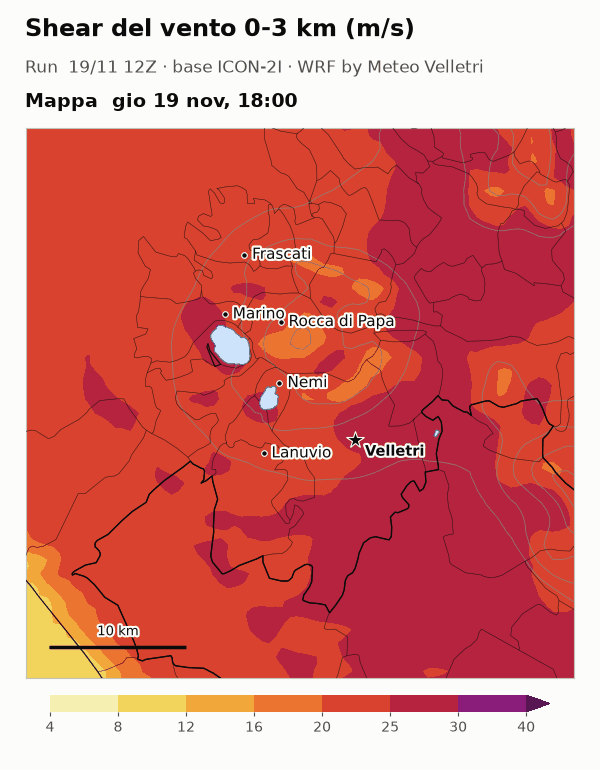 Shear del vento 0-3 km (m/s)
Run  19/11 12Z · base ICON-2I · WRF by Meteo Velletri
Mappa  gio 19 nov, 18:00
Frascati
Marino
Rocca di Papa
Nemi
Velletri
Lanuvio
10 km
4 8 12 16 20 25 30 40